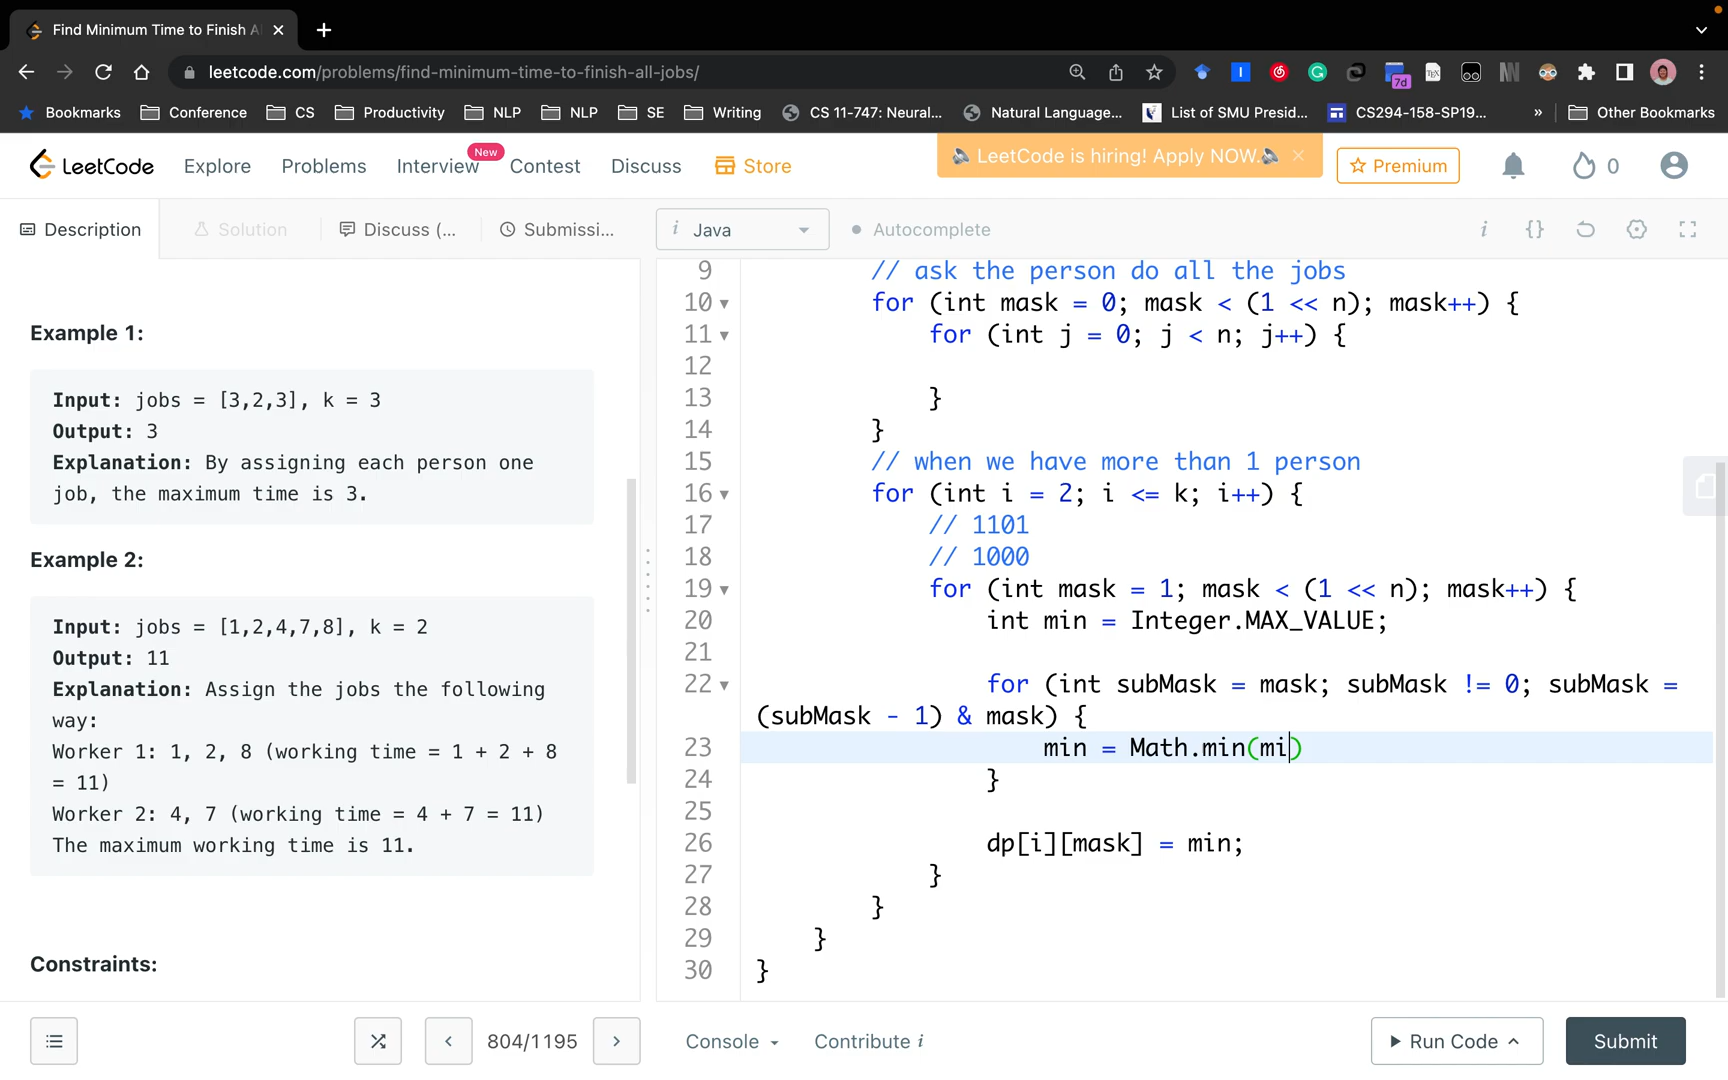 Find Minimum Time to Finish A
leetcode.com/problems/find-minimum-time-to-finish-all-jobs/
7d
Bookmarks Conference CS Productivity NLP NLP SE Writing CS 11-747: Neural... Natural Language... List of SMU Presid... CS294-158-SP19... » Other Bookmarks
LeetCode Explore Problems Interview New Contest Discuss Store LeetCode is hiring! Apply NOW. Premium 0
Description Solution Discuss (... Submissi... i Java Autocomplete
Example 1:
Input: jobs = [3,2,3], k = 3
Output: 3
Explanation: By assigning each person one
job, the maximum time is 3.
Example 2:
Input: jobs = [1,2,4,7,8], k = 2
Output: 11
Explanation: Assign the jobs the following
way:
Worker 1: 1, 2, 8 (working time = 1 + 2 + 8
= 11)
Worker 2: 4, 7 (working time = 4 + 7 = 11)
The maximum working time is 11.
Constraints:
9 // ask the person do all the jobs
10 for (int mask = 0; mask < (1 << n); mask++) {
11 for (int j = 0; j < n; j++) {
12
13 }
14 }
15 // when we have more than 1 person
16 for (int i = 2; i <= k; i++) {
17 // 1101
18 // 1000
19 for (int mask = 1; mask < (1 << n); mask++) {
20 int min = Integer.MAX_VALUE;
21
22 for (int subMask = mask; subMask != 0; subMask =
(subMask - 1) & mask) {
23 min = Math.min(mi)
24 }
25
26 dp[i][mask] = min;
27 }
28 }
29 }
30 }
804/1195 Console Contribute i Run Code Submit